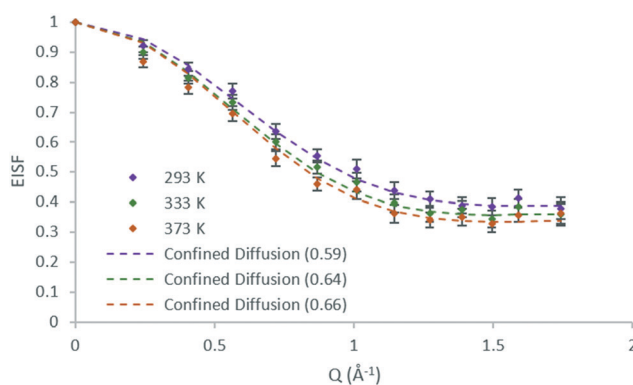 1
0.9
0.8
0.7
0.6
0.5
0.4
0.3
0.2
0.1
0
EISF
293 K
333 K
373 K
Confined Diffusion (0.59)
Confined Diffusion (0.64)
Confined Diffusion (0.66)
0 0.5 1 1.5 2
Q (Å⁻¹)